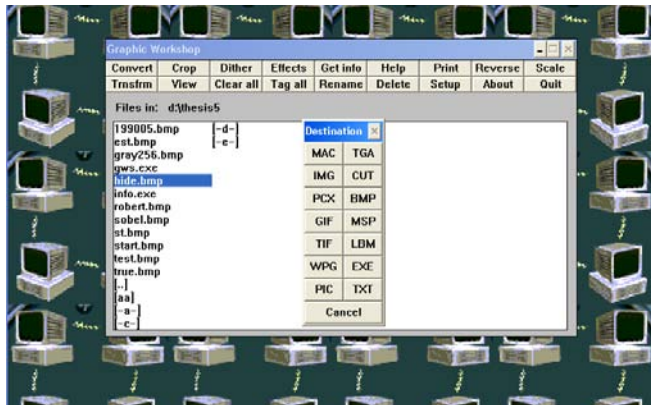 Graphic Workshop
Convert Crop Dither Effects Get info Help Print Reverse Scale
Trnsfrm View Clear all Tag all Rename Delete Setup About Quit
Files in: d:\thesis5
199005.bmp [-d-]
est.bmp [-e-]
gray256.bmp
gws.exe
hide.bmp
info.exe
robert.bmp
sobel.bmp
st.bmp
start.bmp
test.bmp
true.bmp
[..]
[aa]
[-a-]
[-c-]
Destination
MAC TGA
IMG CUT
PCX BMP
GIF MSP
TIF LBM
WPG EXE
PIC TXT
Cancel